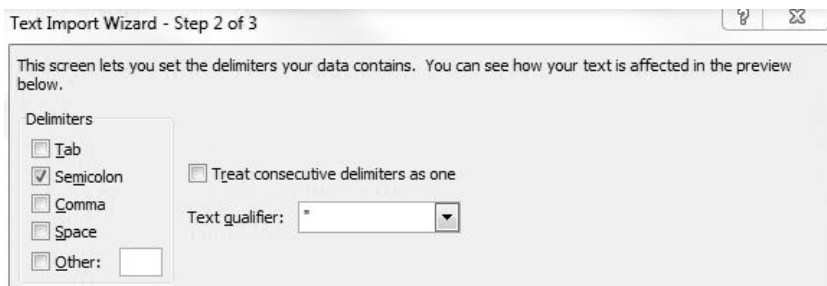 Text Import Wizard - Step 2 of 3
This screen lets you set the delimiters your data contains. You can see how your text is affected in the preview
below.
Delimiters
Tab
Semicolon
Comma
Space
Other:
Treat consecutive delimiters as one
Text qualifier: "